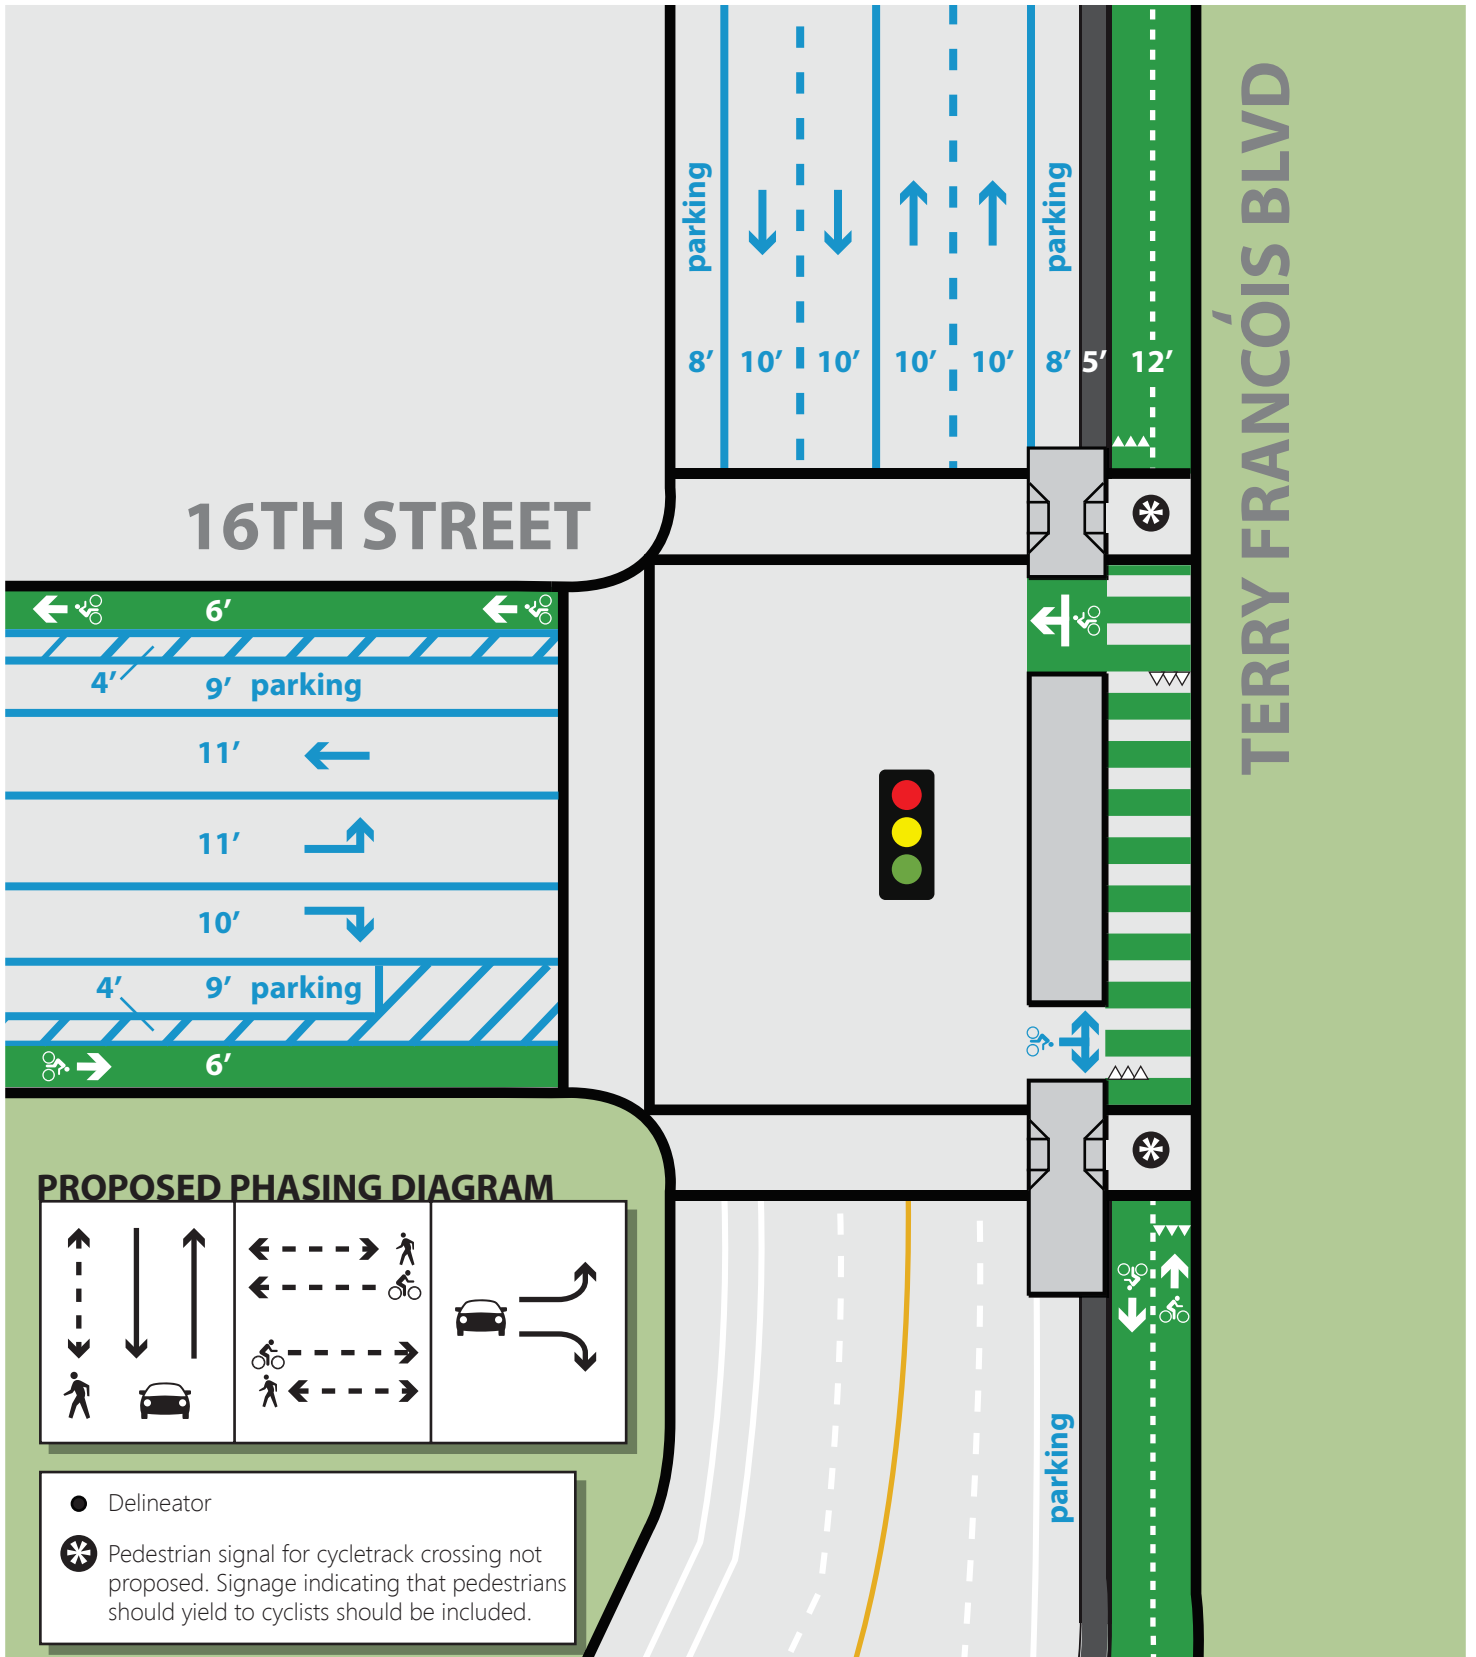 parking
parking
8’
10’
10’
10’
10’
8’
5’
12’
TERRY FRANCÓIS BLVD
16TH STREET
6’
4’
9’ parking
11’
11’
10’
4’
9’ parking
6’
PROPOSED PHASING DIAGRAM
parking
Delineator
Pedestrian signal for cycletrack crossing not
proposed. Signage indicating that pedestrians
should yield to cyclists should be included.